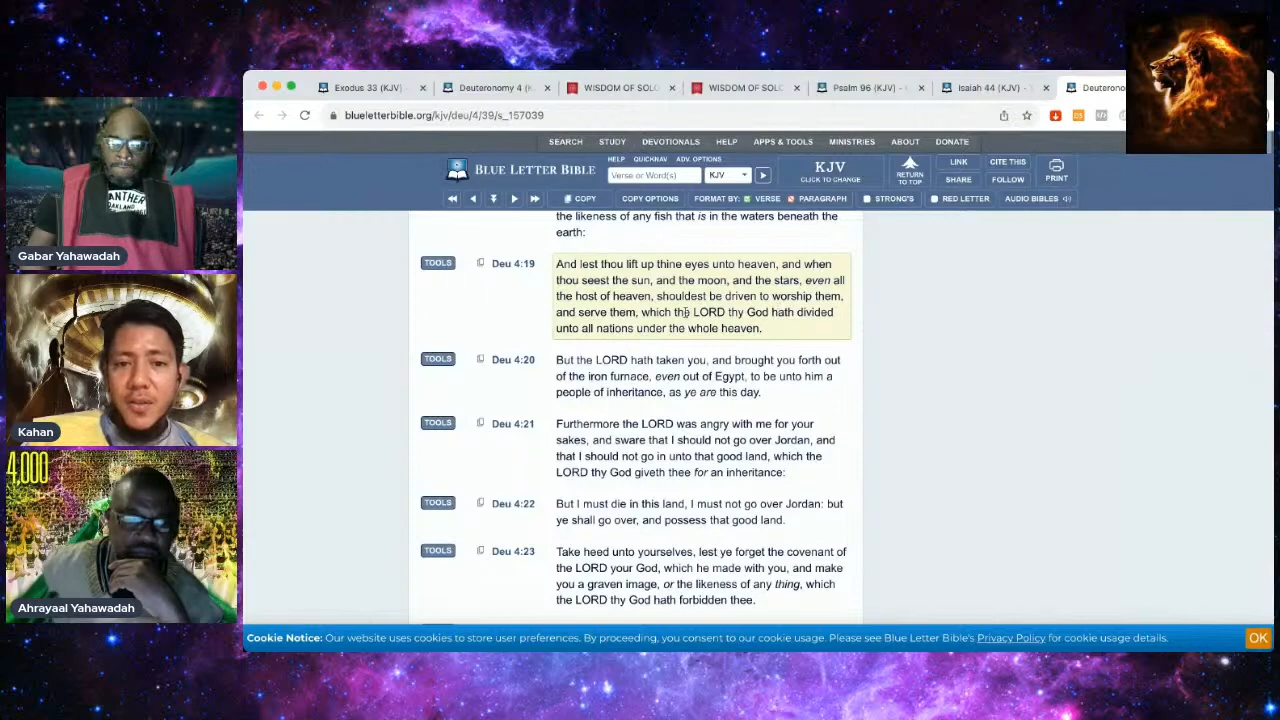 Exodus 33 (KJV)
Deuteronomy 4 (K
WISDOM OF SOLO
WISDOM OF SOLO
Psalm 96 (KJV) -
Isaiah 44 (KJV) -
Deuterono
blueletterbible.org/kjv/deu/4/39/s_157039
SEARCH STUDY DEVOTIONALS HELP APPS & TOOLS MINISTRIES ABOUT DONATE
BLUE LETTER BIBLE
HELP QUICKNAV ADV. OPTIONS
Verse or Word(s) KJV
KJV
CLICK TO CHANGE
RETURN
TO TOP
LINK CITE THIS
SHARE FOLLOW
PRINT
COPY COPY OPTIONS FORMAT BY: VERSE PARAGRAPH STRONG'S RED LETTER AUDIO BIBLES
the likeness of any fish that is in the waters beneath the
earth:
TOOLS Deu 4:19 And lest thou lift up thine eyes unto heaven, and when
thou seest the sun, and the moon, and the stars, even all
the host of heaven, shouldest be driven to worship them,
and serve them, which the LORD thy God hath divided
unto all nations under the whole heaven.
TOOLS Deu 4:20 But the LORD hath taken you, and brought you forth out
of the iron furnace, even out of Egypt, to be unto him a
people of inheritance, as ye are this day.
TOOLS Deu 4:21 Furthermore the LORD was angry with me for your
sakes, and sware that I should not go over Jordan, and
that I should not go in unto that good land, which the
LORD thy God giveth thee for an inheritance:
TOOLS Deu 4:22 But I must die in this land, I must not go over Jordan: but
ye shall go over, and possess that good land.
TOOLS Deu 4:23 Take heed unto yourselves, lest ye forget the covenant of
the LORD your God, which he made with you, and make
you a graven image, or the likeness of any thing, which
the LORD thy God hath forbidden thee.
Cookie Notice: Our website uses cookies to store user preferences. By proceeding, you consent to our cookie usage. Please see Blue Letter Bible's Privacy Policy for cookie usage details.
OK
ANTHER
OAKLAND
Gabar Yahawadah
Kahan
4,000
Ahrayaal Yahawadah